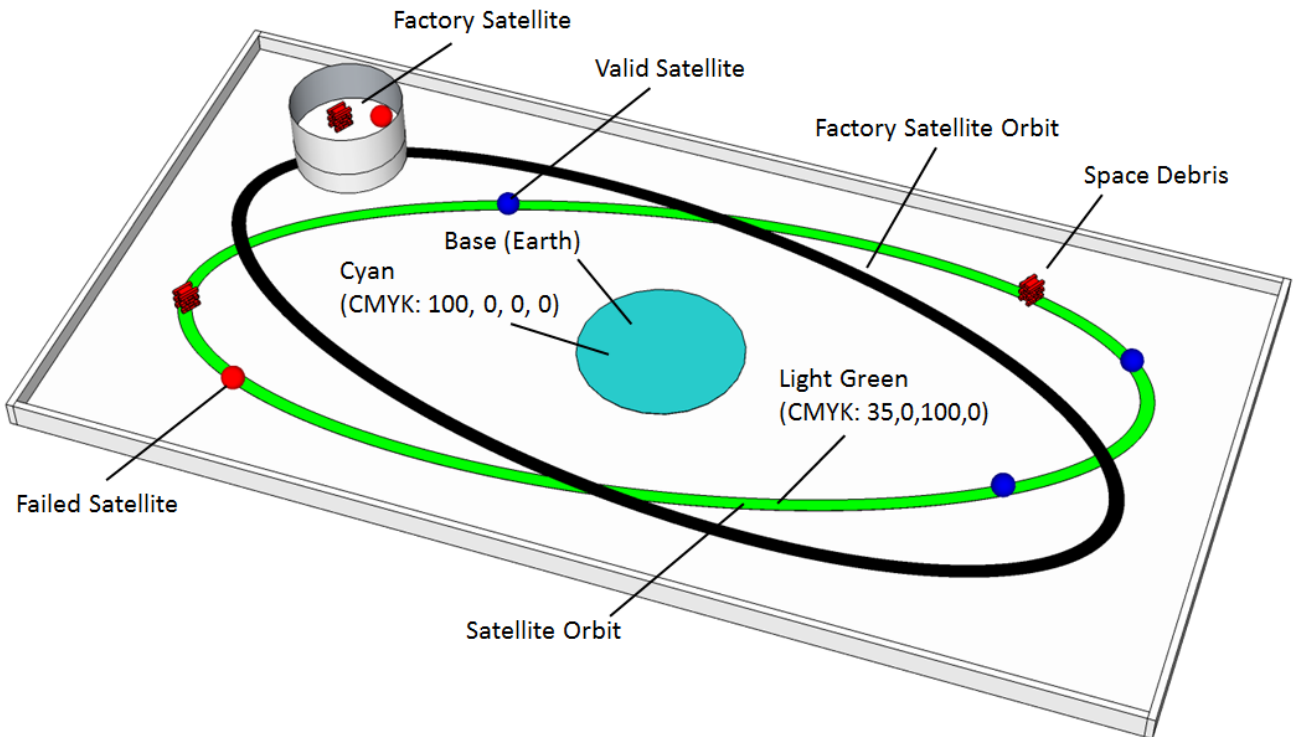 Factory Satellite
Valid Satellite
Factory Satellite Orbit
Space Debris
Base (Earth)
Cyan
(CMYK: 100, 0, 0, 0)
Light Green
(CMYK: 35,0,100,0)
Failed Satellite
Satellite Orbit